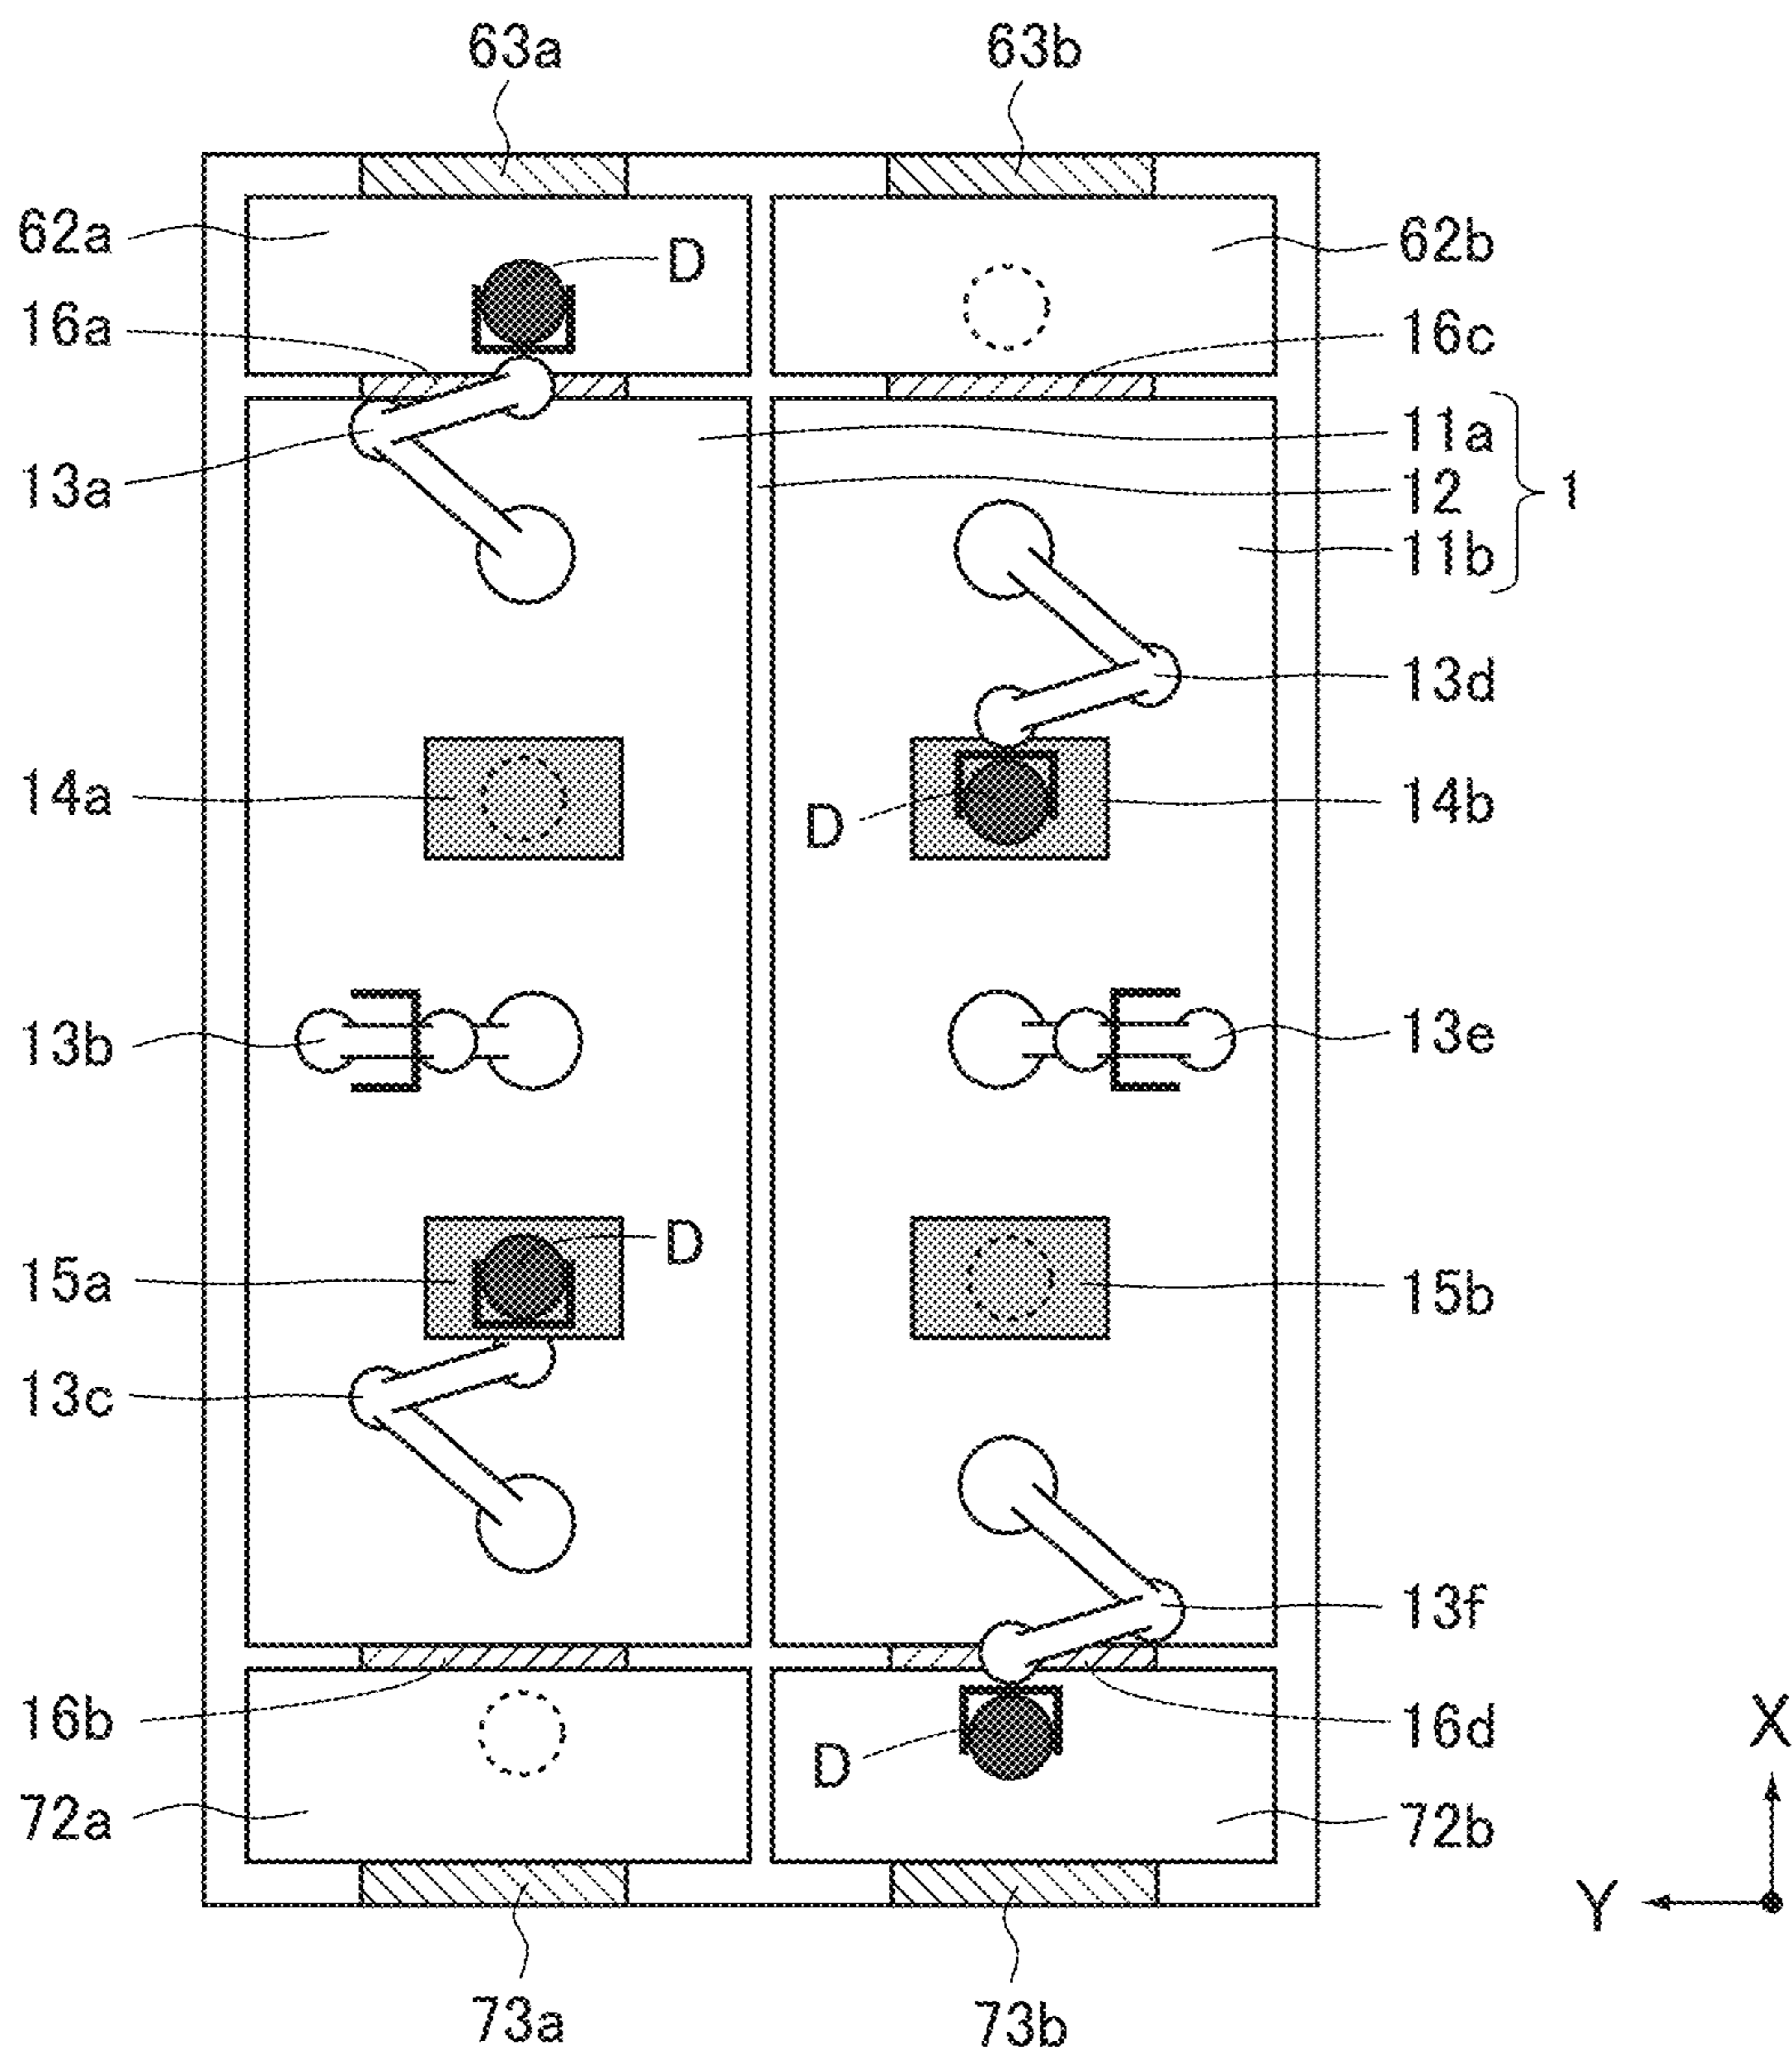 63a 63b
62a D 62b
16a 16c
11a
13a 12 1
11b
13d
14a D 14b
13b 13e
D
15a 15b
13c
13f
16b 16d X
D
72a 72b
Y
73a 73b